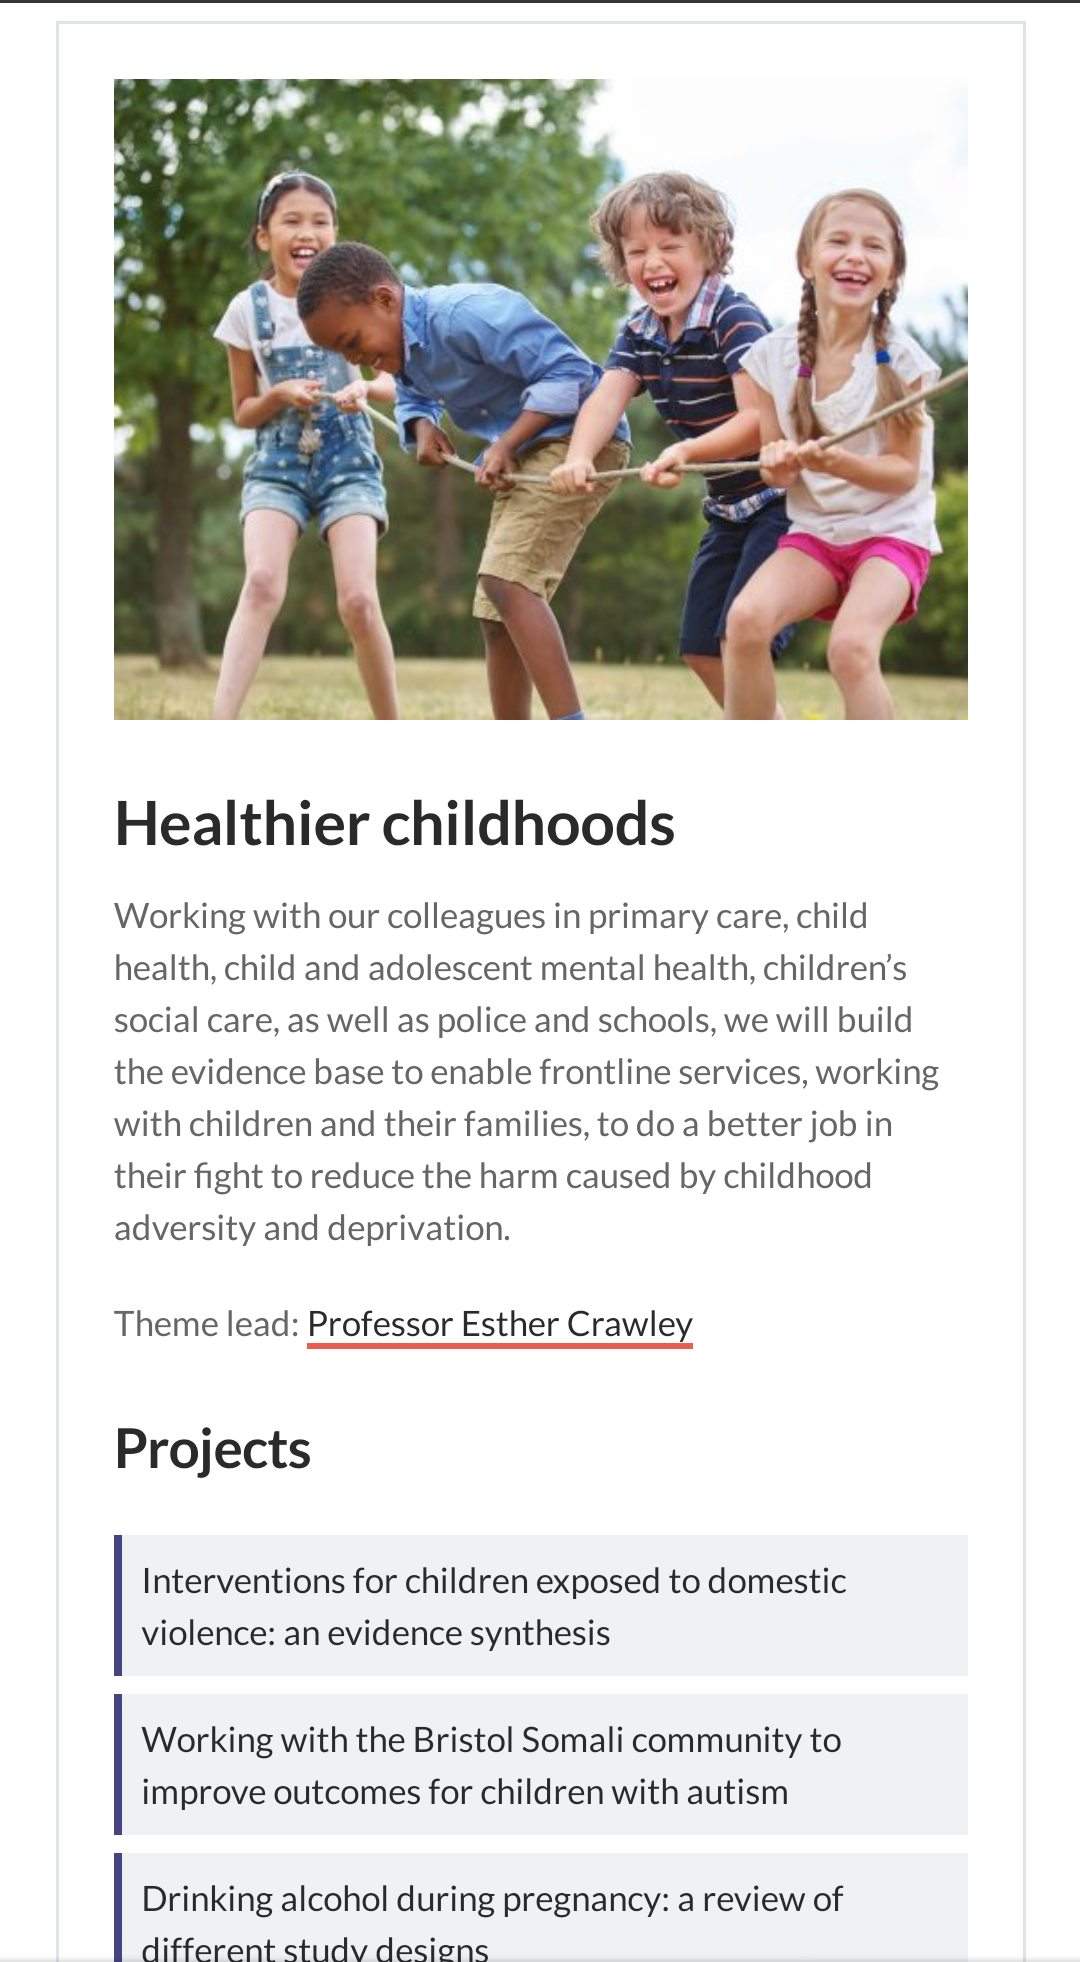 Healthier childhoods
Working with our colleagues in primary care, child
health, child and adolescent mental health, children’s
social care, as well as police and schools, we will build
the evidence base to enable frontline services, working
with children and their families, to do a better job in
their fight to reduce the harm caused by childhood
adversity and deprivation.
Theme lead: Professor Esther Crawley
Projects
Interventions for children exposed to domestic
violence: an evidence synthesis
Working with the Bristol Somali community to
improve outcomes for children with autism
Drinking alcohol during pregnancy: a review of
different study designs